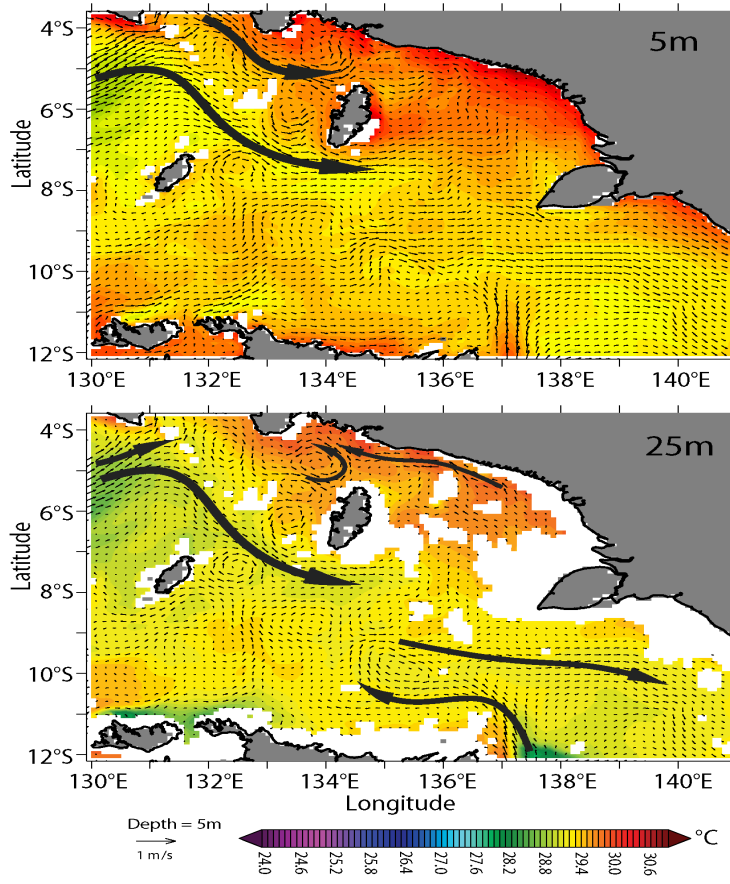 4°S
5m
6°S
Latitude
8°S
10°S
12°S
130°E 132°E 134°E 136°E 138°E 140°E
4°S
25m
6°S
Latitude
8°S
10°S
12°S
130°E 132°E 134°E 136°E 138°E 140°E
Longitude
Depth = 5m
1 m/s
°C
24.0 24.6 25.2 25.8 26.4 27.0 27.6 28.2 28.8 29.4 30.0 30.6